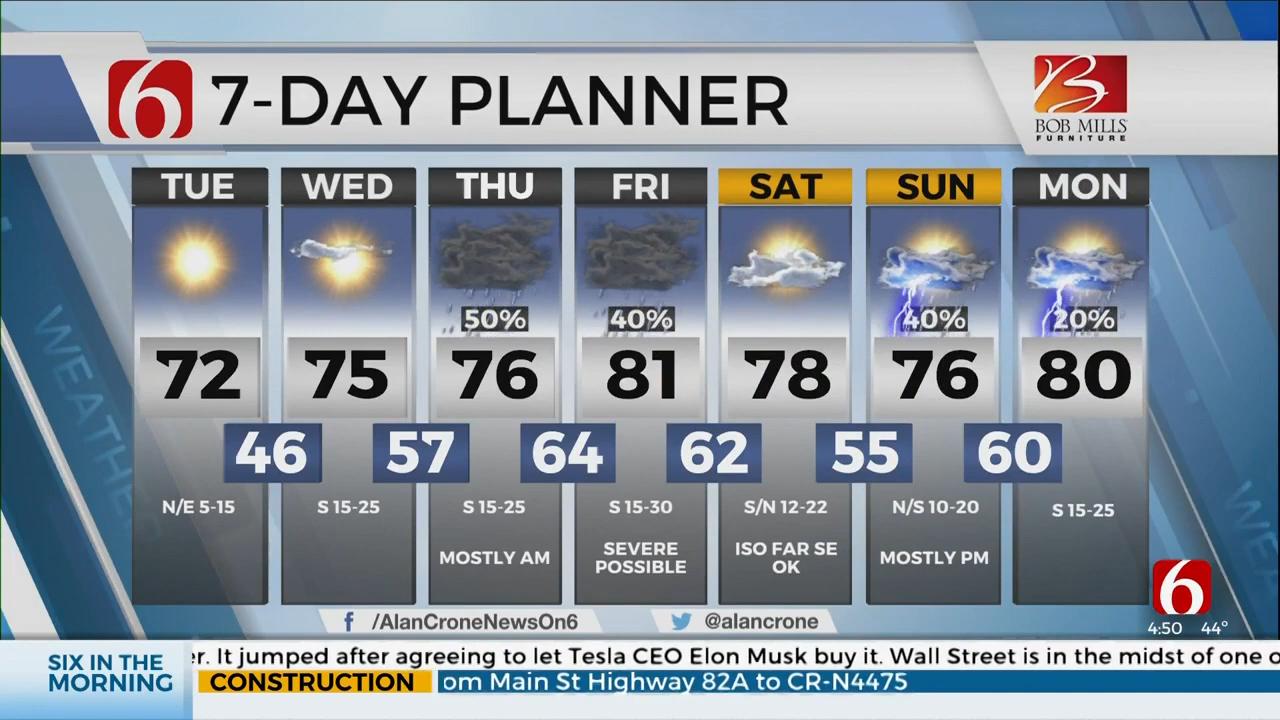 6 7-DAY PLANNER
BOB MILLS
FURNITURE
TUE WED THU FRI SAT SUN MON
50% 40% 40% 20%
72 75 76 81 78 76 80
46 57 64 62 55 60
N/E 5-15 S 15-25 S 15-25 S 15-30 S/N 12-22 N/S 10-20 S 15-25
MOSTLY AM SEVERE POSSIBLE ISO FAR SE OK MOSTLY PM
WEATHER
f /AlanCroneNewsOn6 @alancrone
6
4:50 44°
SIX IN THE
MORNING
r. It jumped after agreeing to let Tesla CEO Elon Musk buy it. Wall Street is in the midst of one o
CONSTRUCTION om Main St Highway 82A to CR-N4475